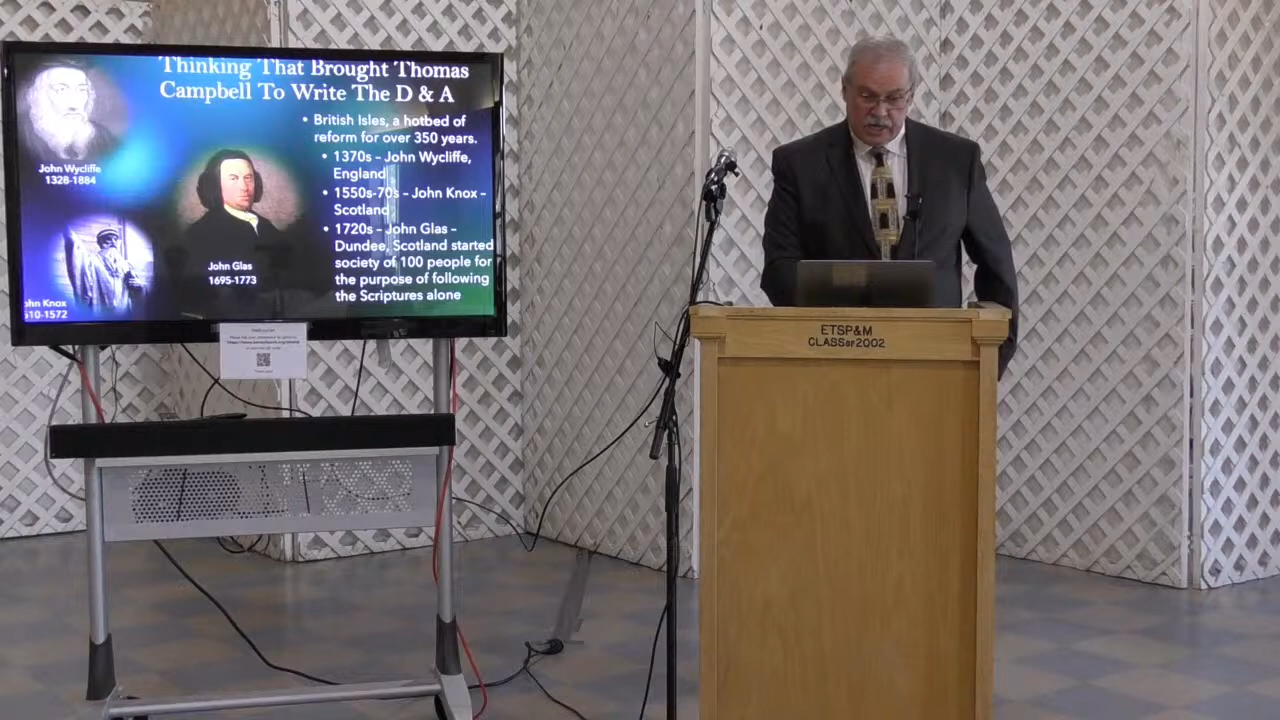 Thinking That Brought Thomas
Campbell To Write The D & A
John Wycliffe
1328-1884
John Glas
1695-1773
ohn Knox
510-1572
• British Isles, a hotbed of
reform for over 350 years.
• 1370s – John Wycliffe,
England
• 1550s-70s – John Knox –
Scotland
• 1720s – John Glas –
Dundee, Scotland started
society of 100 people for
the purpose of following
the Scriptures alone
ETSP&M
CLASS OF 2002